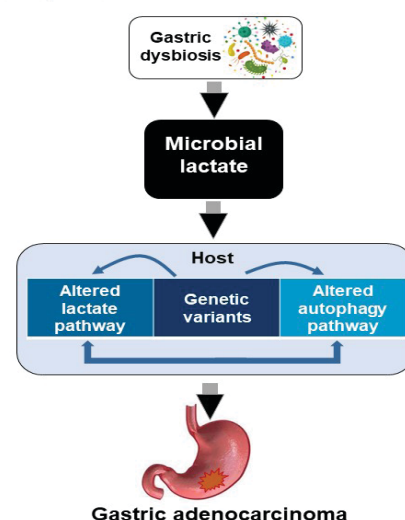 Gastric
dysbiosis
Microbial
lactate
Host
Altered
lactate
pathway
Genetic
variants
Altered
autophagy
pathway
Gastric adenocarcinoma